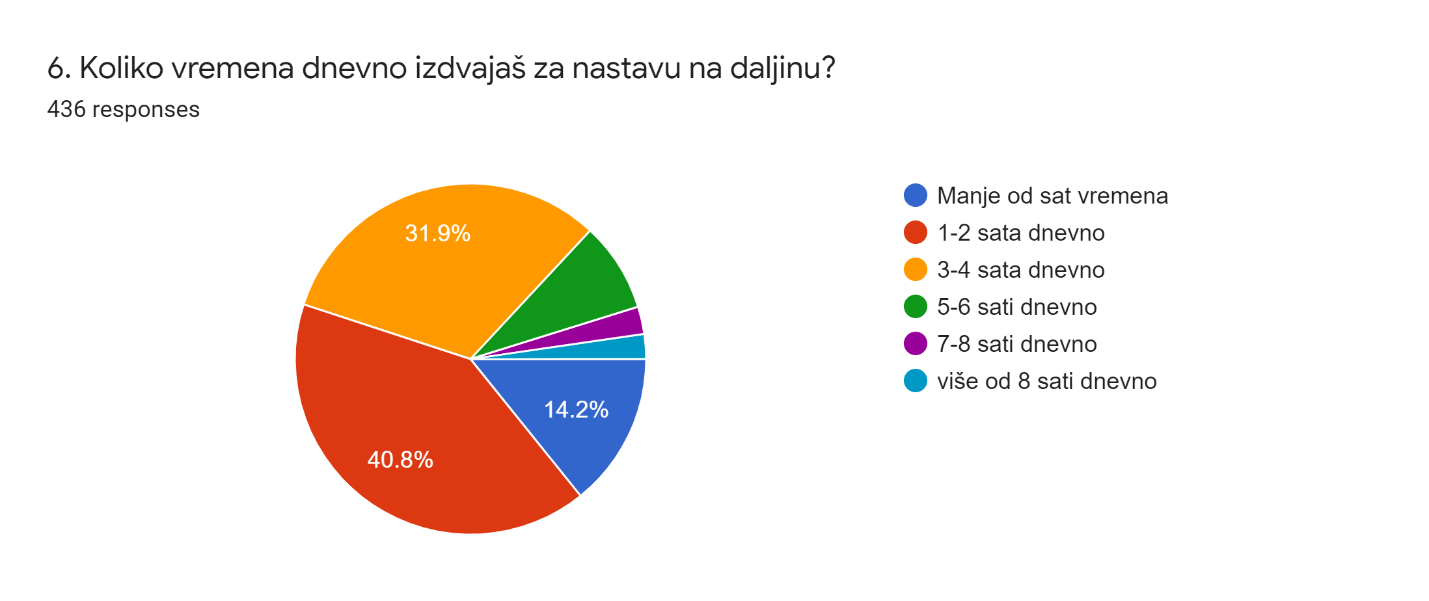 6. Koliko vremena dnevno izdvajaš za nastavu na daljinu?
436 responses
31.9%
14.2%
40.8%
Manje od sat vremena
1-2 sata dnevno
3-4 sata dnevno
5-6 sati dnevno
7-8 sati dnevno
više od 8 sati dnevno